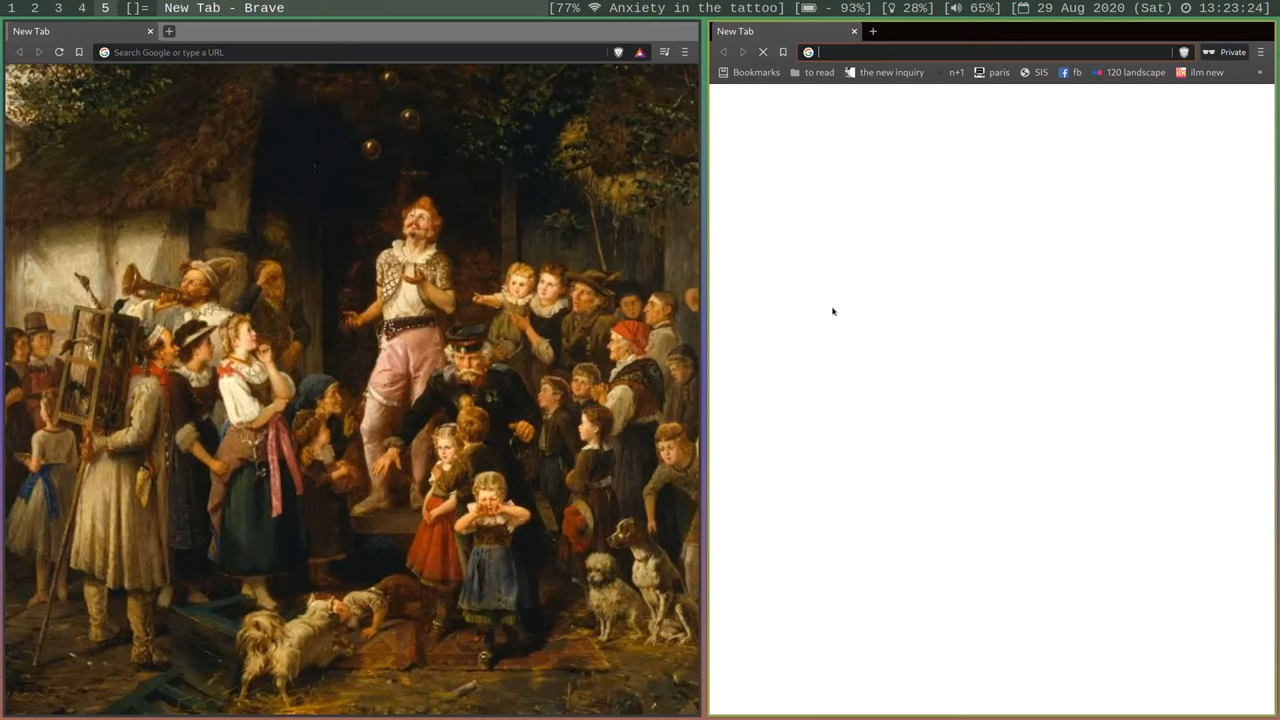 1 2 3 4 5 []= New Tab - Brave [77% Anxiety in the tattoo] [ - 93%] [ 28%] [ 65%] [ 29 Aug 2020 (Sat) 13:23:24]
New Tab
Search Google or type a URL
New Tab
Private
Bookmarks to read the new inquiry n+1 paris SIS fb 120 landscape ilm new »